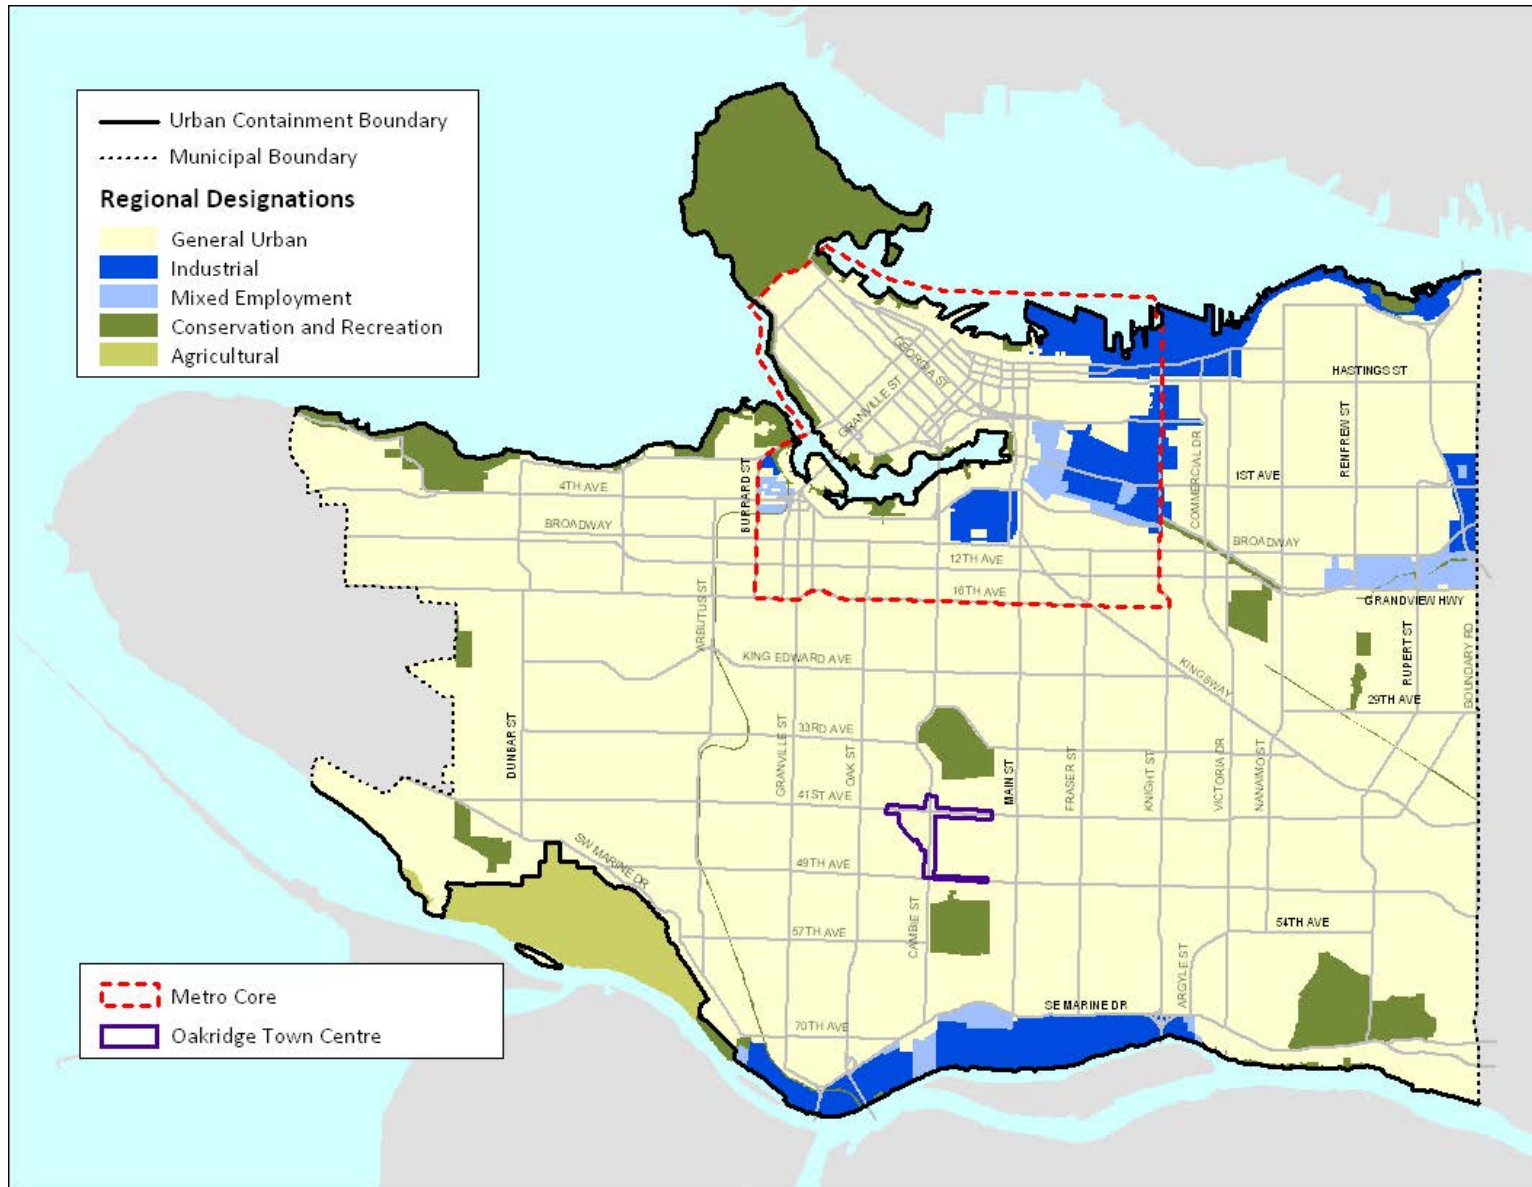 Urban Containment Boundary
Municipal Boundary
Regional Designations
General Urban
Industrial
Mixed Employment
Conservation and Recreation
Agricultural
GEORGIA ST
GRANVILLE ST
HASTINGS ST
RENFREW ST
COMMERCIAL DR
1ST AVE
BURRARD ST
4TH AVE
BROADWAY
BROADWAY
12TH AVE
16TH AVE
GRANDVIEW HWY
ARBUTUS ST
KING EDWARD AVE
KINGSWAY
RUPERT ST
BOUNDARY RD
29TH AVE
DUNBAR ST
33RD AVE
GRANVILLE ST
OAK ST
MAIN ST
FRASER ST
KNIGHT ST
VICTORIA DR
NANAIMO ST
41ST AVE
SW MARINE DR
49TH AVE
CAMBIE ST
57TH AVE
54TH AVE
ARGYLE ST
SE MARINE DR
70TH AVE
Metro Core
Oakridge Town Centre